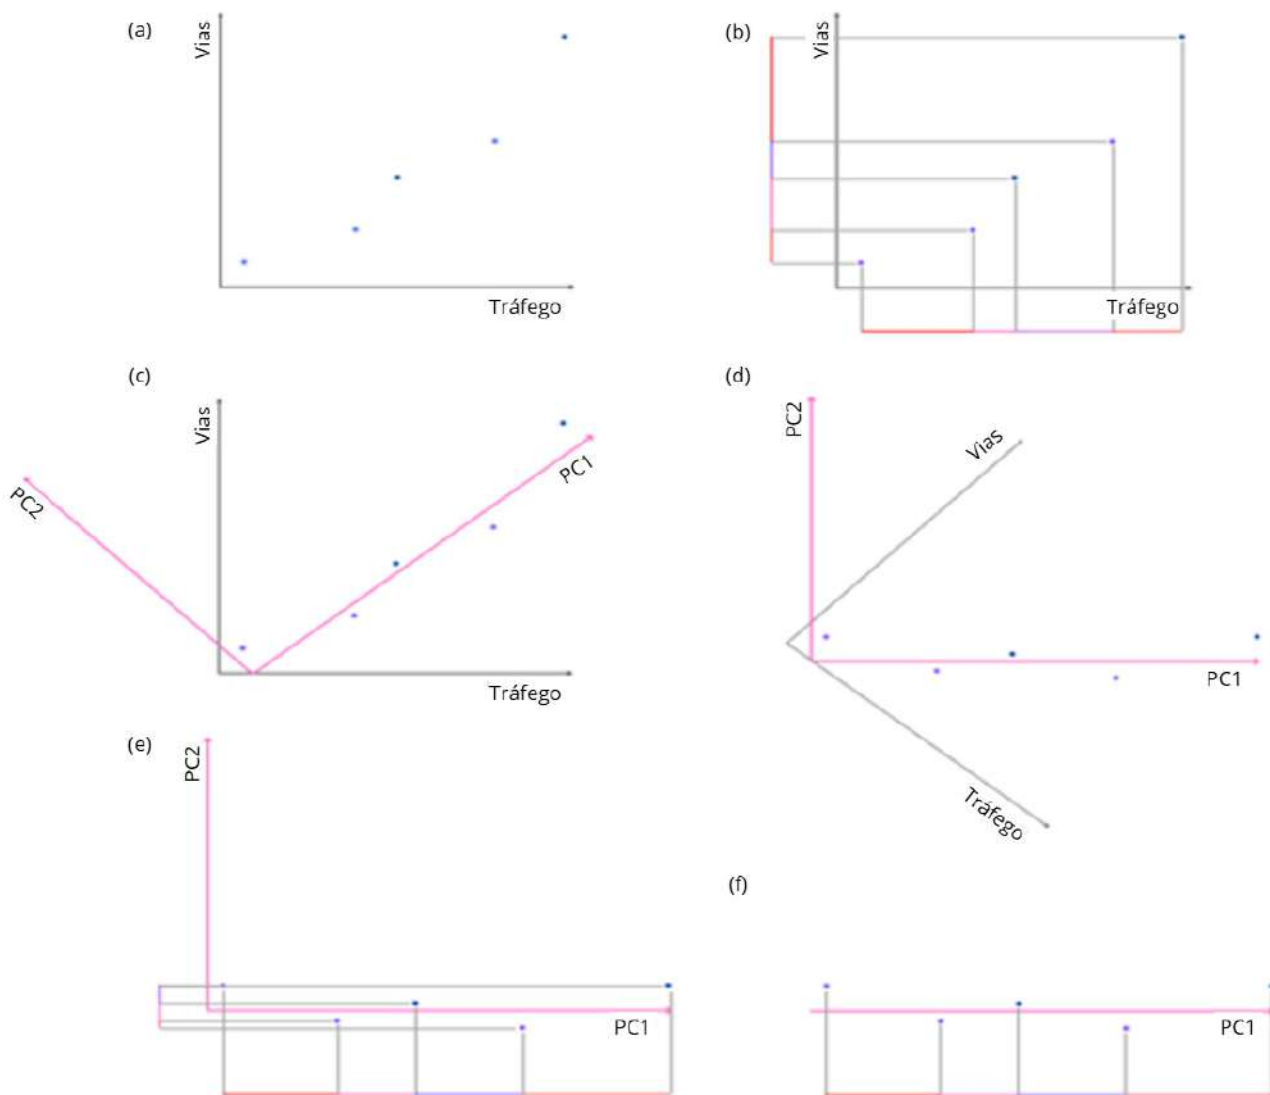 (a)
Vias
Tráfego
(b)
Vias
Tráfego
(c)
Vias
PC2
PC1
Tráfego
(d)
PC2
Vias
PC1
Tráfego
(e)
PC2
PC1
(f)
PC1